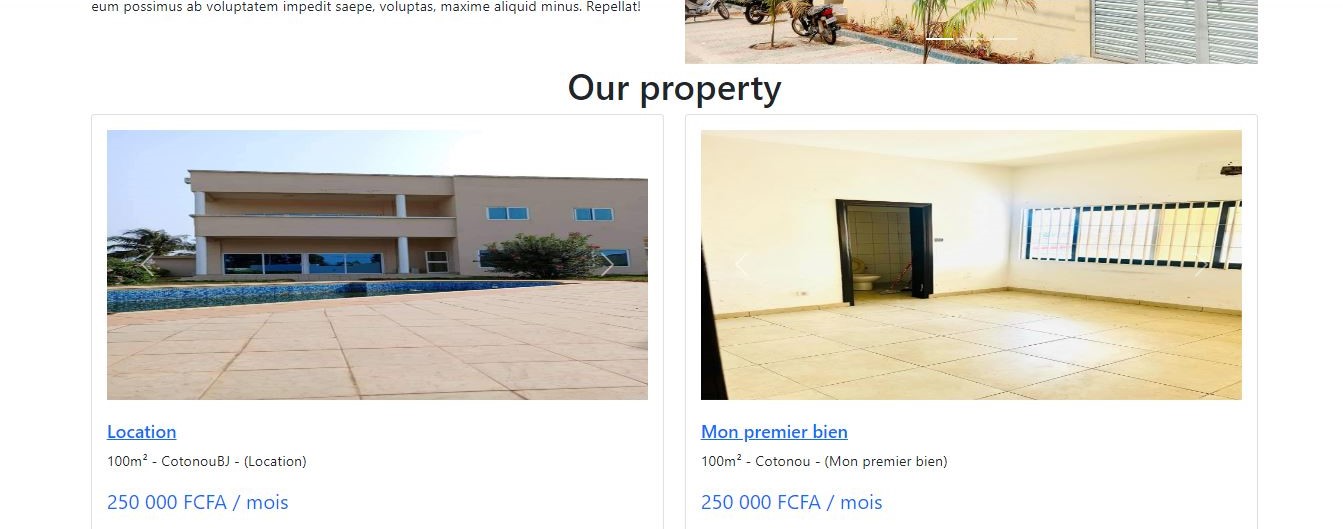 eum possimus ab voluptatem impedit saepe, voluptas, maxime aliquid minus. Repellat!
Our property
Location
100m² - CotonouBJ - (Location)
250 000 FCFA / mois
Mon premier bien
100m² - Cotonou - (Mon premier bien)
250 000 FCFA / mois